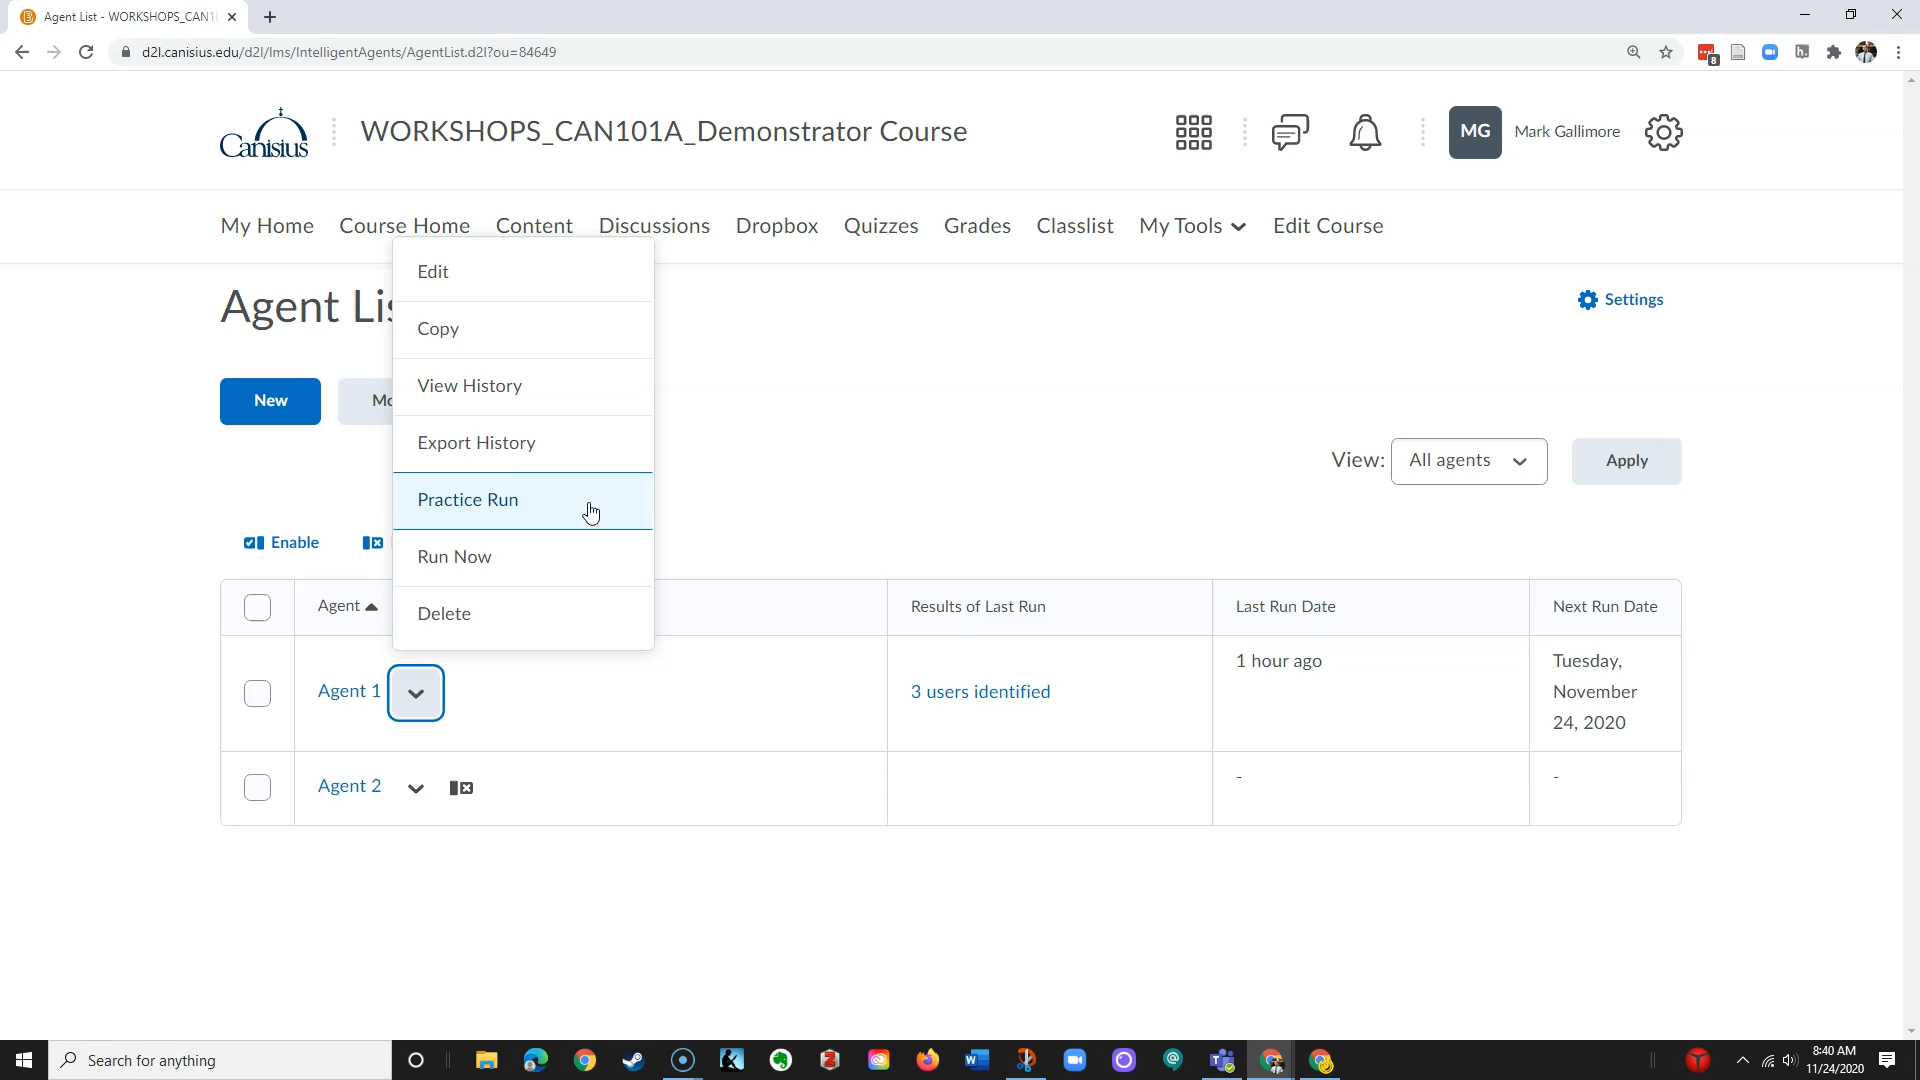 Agent List - WORKSHOPS_CAN1
d2l.canisius.edu/d2l/lms/intelligentAgents/AgentList.d2l?ou=84649
8
Canisius
WORKSHOPS_CAN101A_Demonstrator Course
MG
Mark Gallimore
My Home
Course Home
Content
Discussions
Dropbox
Quizzes
Grades
Classlist
My Tools
Edit Course
Agent Lis
Settings
New
Mo
Edit
Copy
View History
Export History
Practice Run
Run Now
Delete
View:
All agents
Apply
Enable
Agent
Results of Last Run
Last Run Date
Next Run Date
Agent 1
3 users identified
1 hour ago
Tuesday,
November
24, 2020
Agent 2
-
-
Search for anything
8:40 AM
11/24/2020